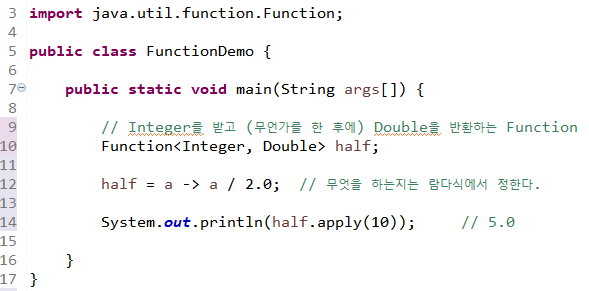 3 import java.util.function.Function;
4
5 public class FunctionDemo {
6
7 public static void main(String args[]) {
8
9 // Integer를 받고 (무언가를 한 후에) Double을 반환하는 Function
10 Function<Integer, Double> half;
11
12 half = a -> a / 2.0;  // 무엇을 하는지는 람다식에서 정한다.
13
14 System.out.println(half.apply(10));     // 5.0
15
16 }
17 }